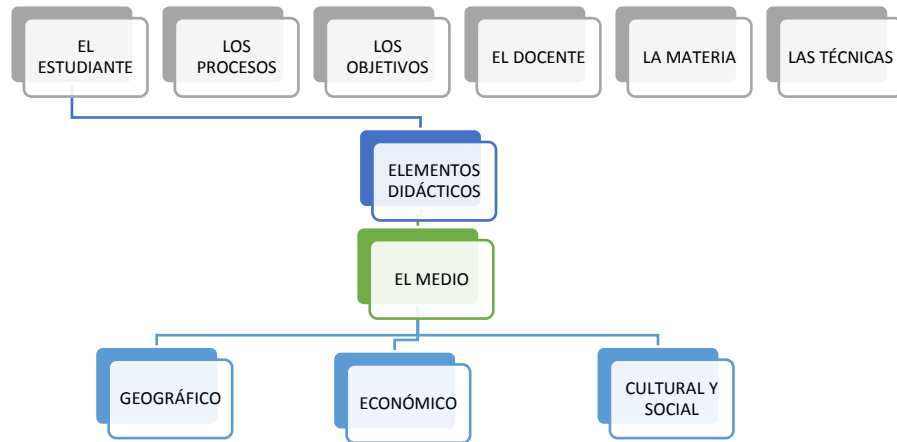 EL
ESTUDIANTE
LOS
PROCESOS
LOS
OBJETIVOS
EL DOCENTE
LA MATERIA
LAS TÉCNICAS
ELEMENTOS
DIDÁCTICOS
EL MEDIO
GEOGRÁFICO
ECONÓMICO
CULTURAL Y
SOCIAL